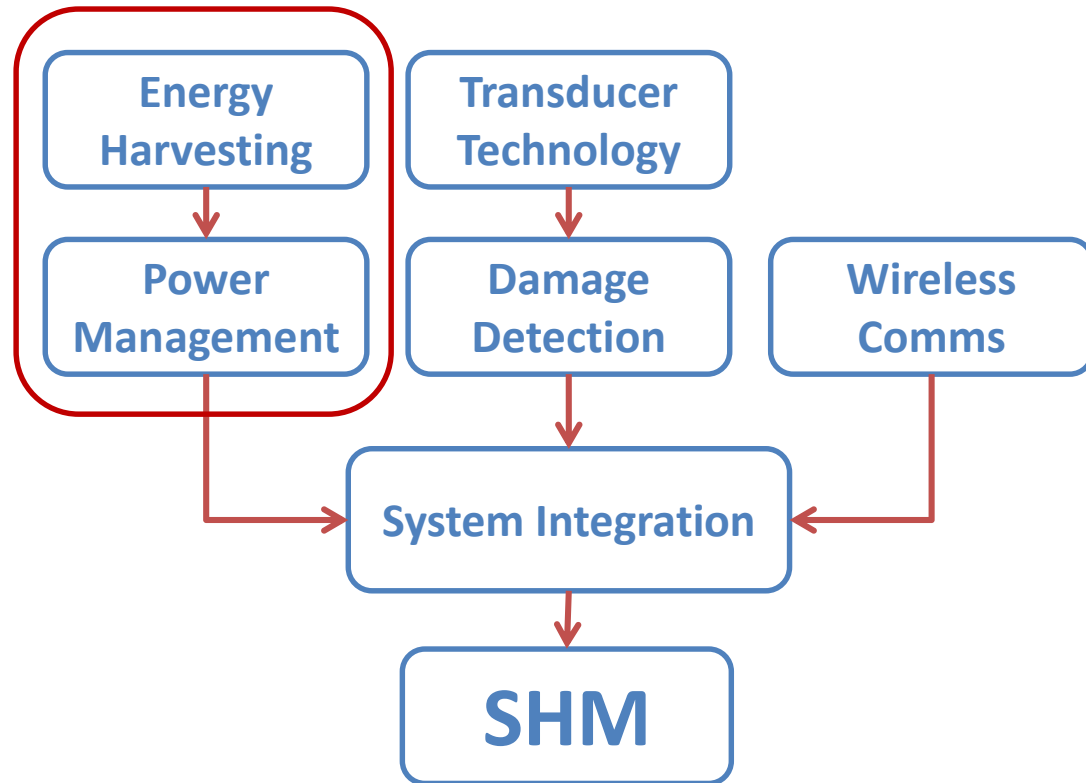 Energy
Harvesting
Transducer
Technology
Power
Management
Damage
Detection
Wireless
Comms
System Integration
SHM